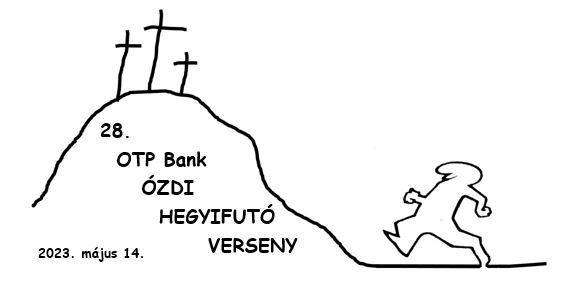 28.
OTP Bank
ÓZDI
HEGYIFUTÓ
VERSENY
2023. május 14.